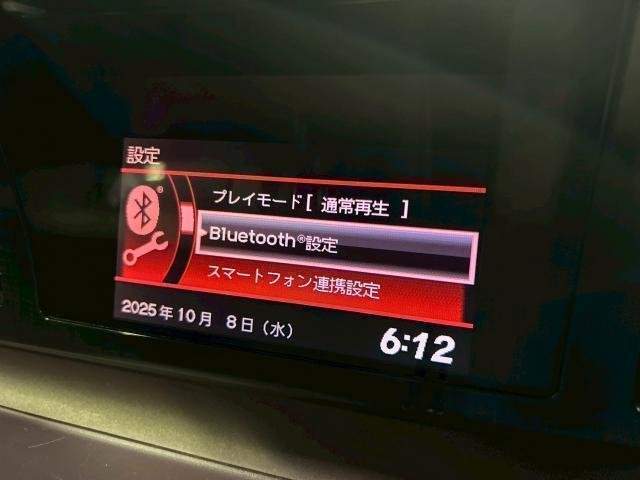 設定
プレイモード[ 通常再生 ]
Bluetooth®設定
スマートフォン連携設定
2025年10月 8日(水)
6:12